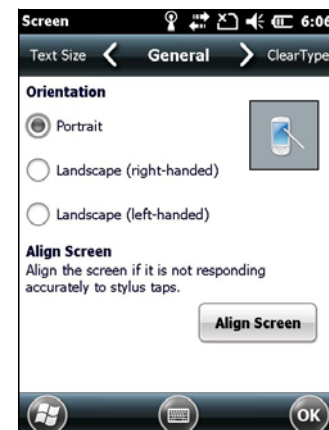 Screen 6:06
Text Size General ClearType
Orientation
Portrait
Landscape (right-handed)
Landscape (left-handed)
Align Screen
Align the screen if it is not responding
accurately to stylus taps.
Align Screen
OK